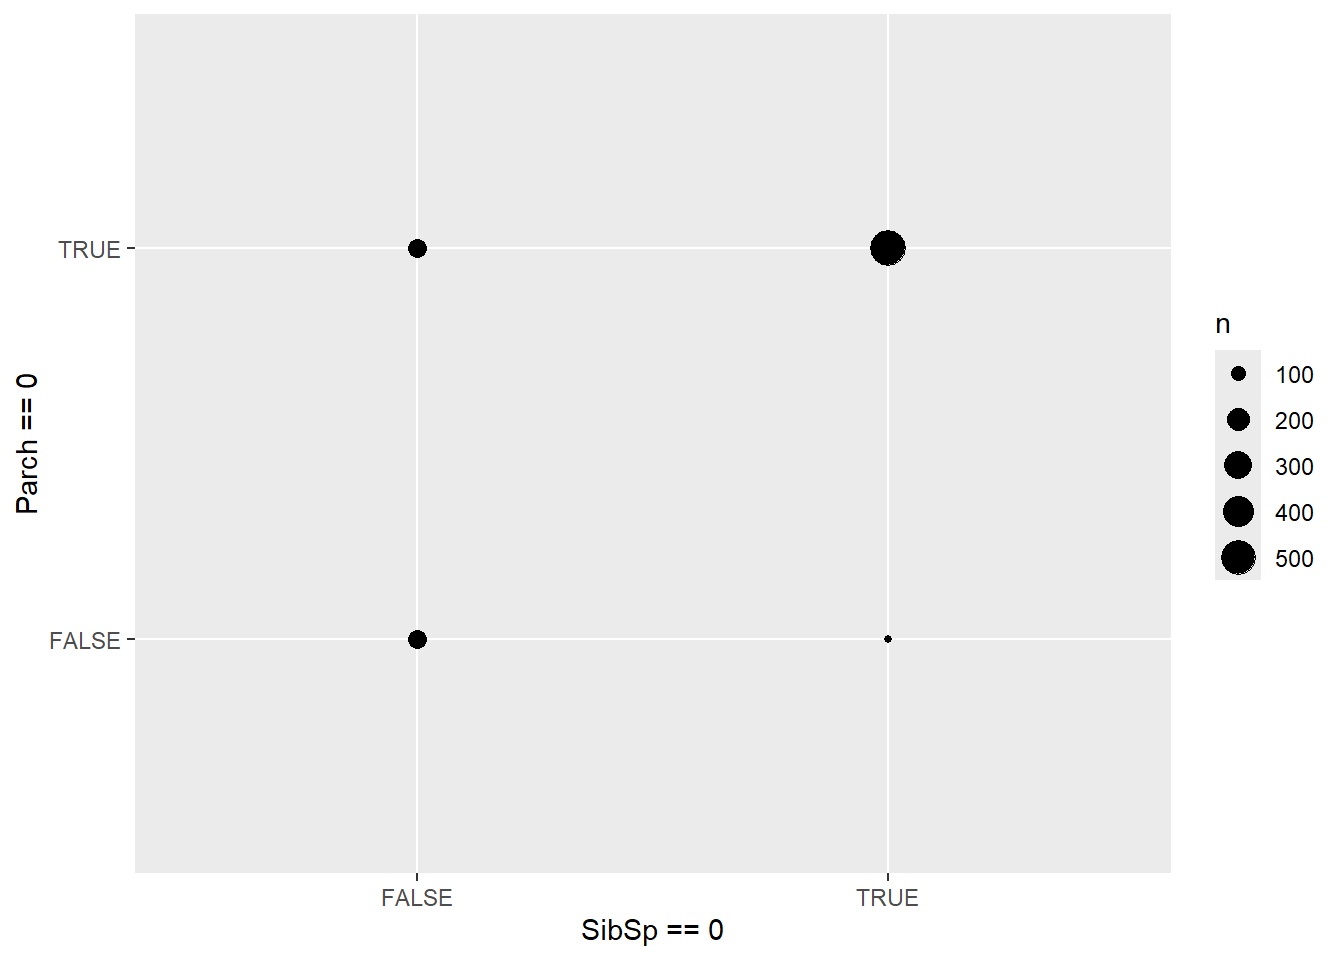 TRUE
FALSE
Parch == 0
FALSE
TRUE
SibSp == 0
n
100
200
300
400
500